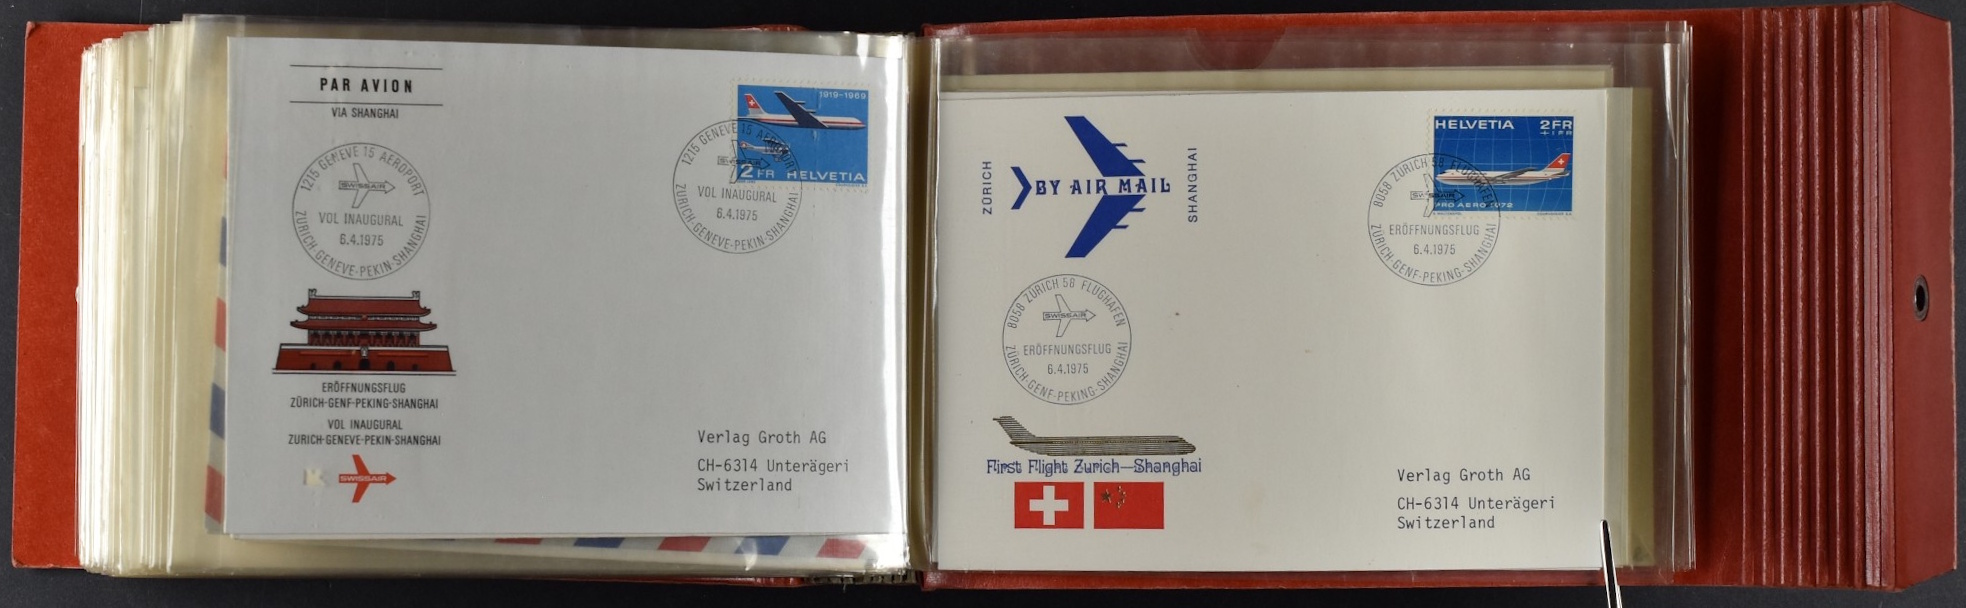 PAR AVION
VIA SHANGHAI
1215 GENEVE 15 AEROPORT
SWISSAIR
VOL INAUGURAL
6.4.1975
ZURICH-GENEVE-PEKIN-SHANGHAI
ERÖFFNUNGSFLUG
ZÜRICH-GENF-PEKING-SHANGHAI
VOL INAUGURAL
ZURICH-GENEVE-PEKIN-SHANGHAI
SWISSAIR
1919-1969
2 FR HELVETIA
1215 GENEVE 15 AEROPORT
SWISSAIR
VOL INAUGURAL
6.4.1975
ZURICH-GENEVE-PEKIN-SHANGHAI
Verlag Groth AG
CH-6314 Unterägeri
Switzerland
ZÜRICH
BY AIR MAIL
SHANGHAI
8058 ZÜRICH 58 FLUGHAFEN
SWISSAIR
ERÖFFNUNGSFLUG
6.4.1975
ZÜRICH-GENF-PEKING-SHANGHAI
First Flight Zurich—Shanghai
HELVETIA 2FR
+1FR
PRO AERO 1972
8058 ZÜRICH 58 FLUGHAFEN
SWISSAIR
ERÖFFNUNGSFLUG
6.4.1975
ZÜRICH-GENF-PEKING-SHANGHAI
Verlag Groth AG
CH-6314 Unterägeri
Switzerland